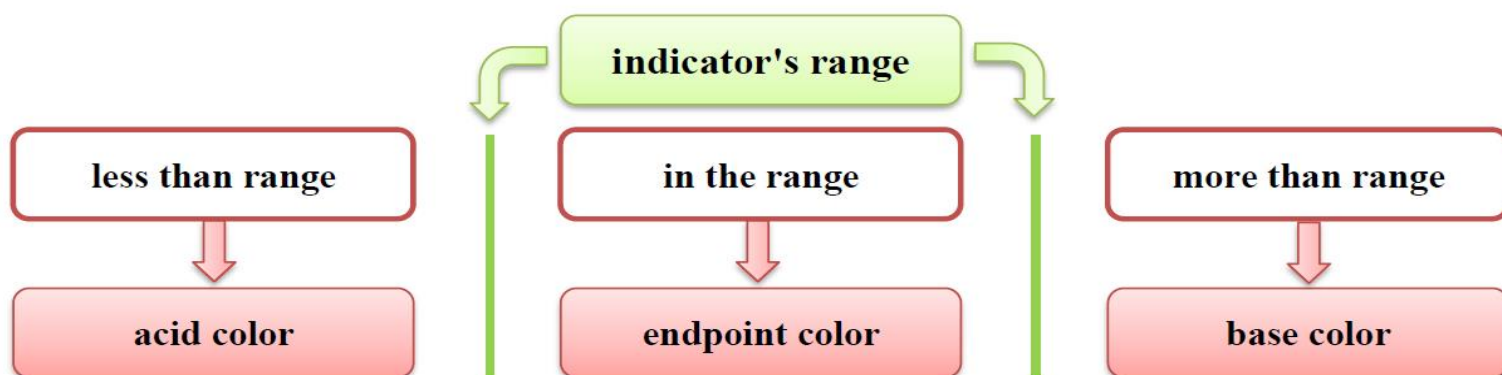 indicator's range
less than range
in the range
more than range
acid color
endpoint color
base color